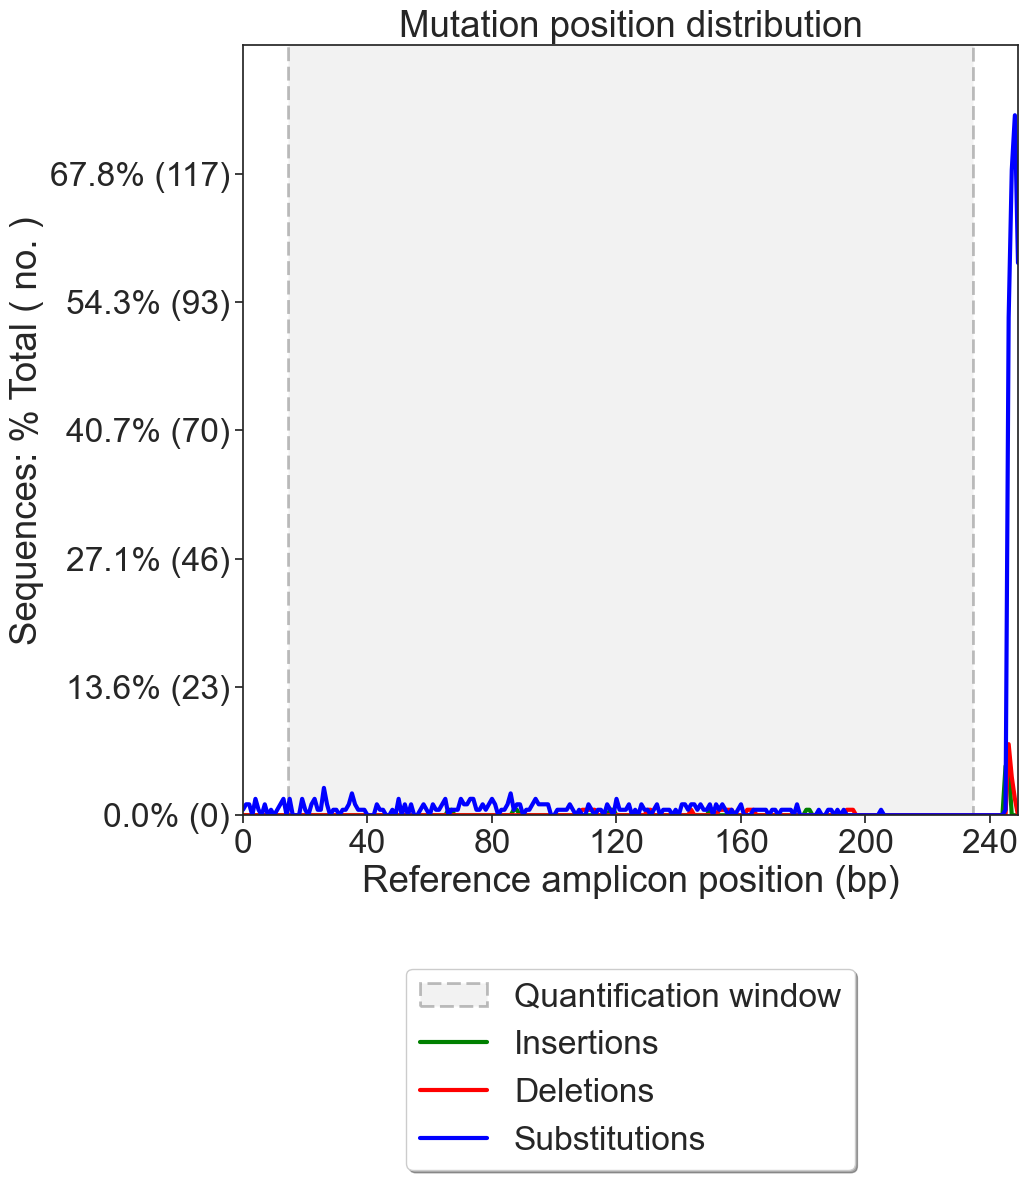 Mutation position distribution
Sequences: % Total ( no. )
67.8% (117)
54.3% (93)
40.7% (70)
27.1% (46)
13.6% (23)
0.0% (0)
0 40 80 120 160 200 240
Reference amplicon position (bp)
Quantification window
Insertions
Deletions
Substitutions